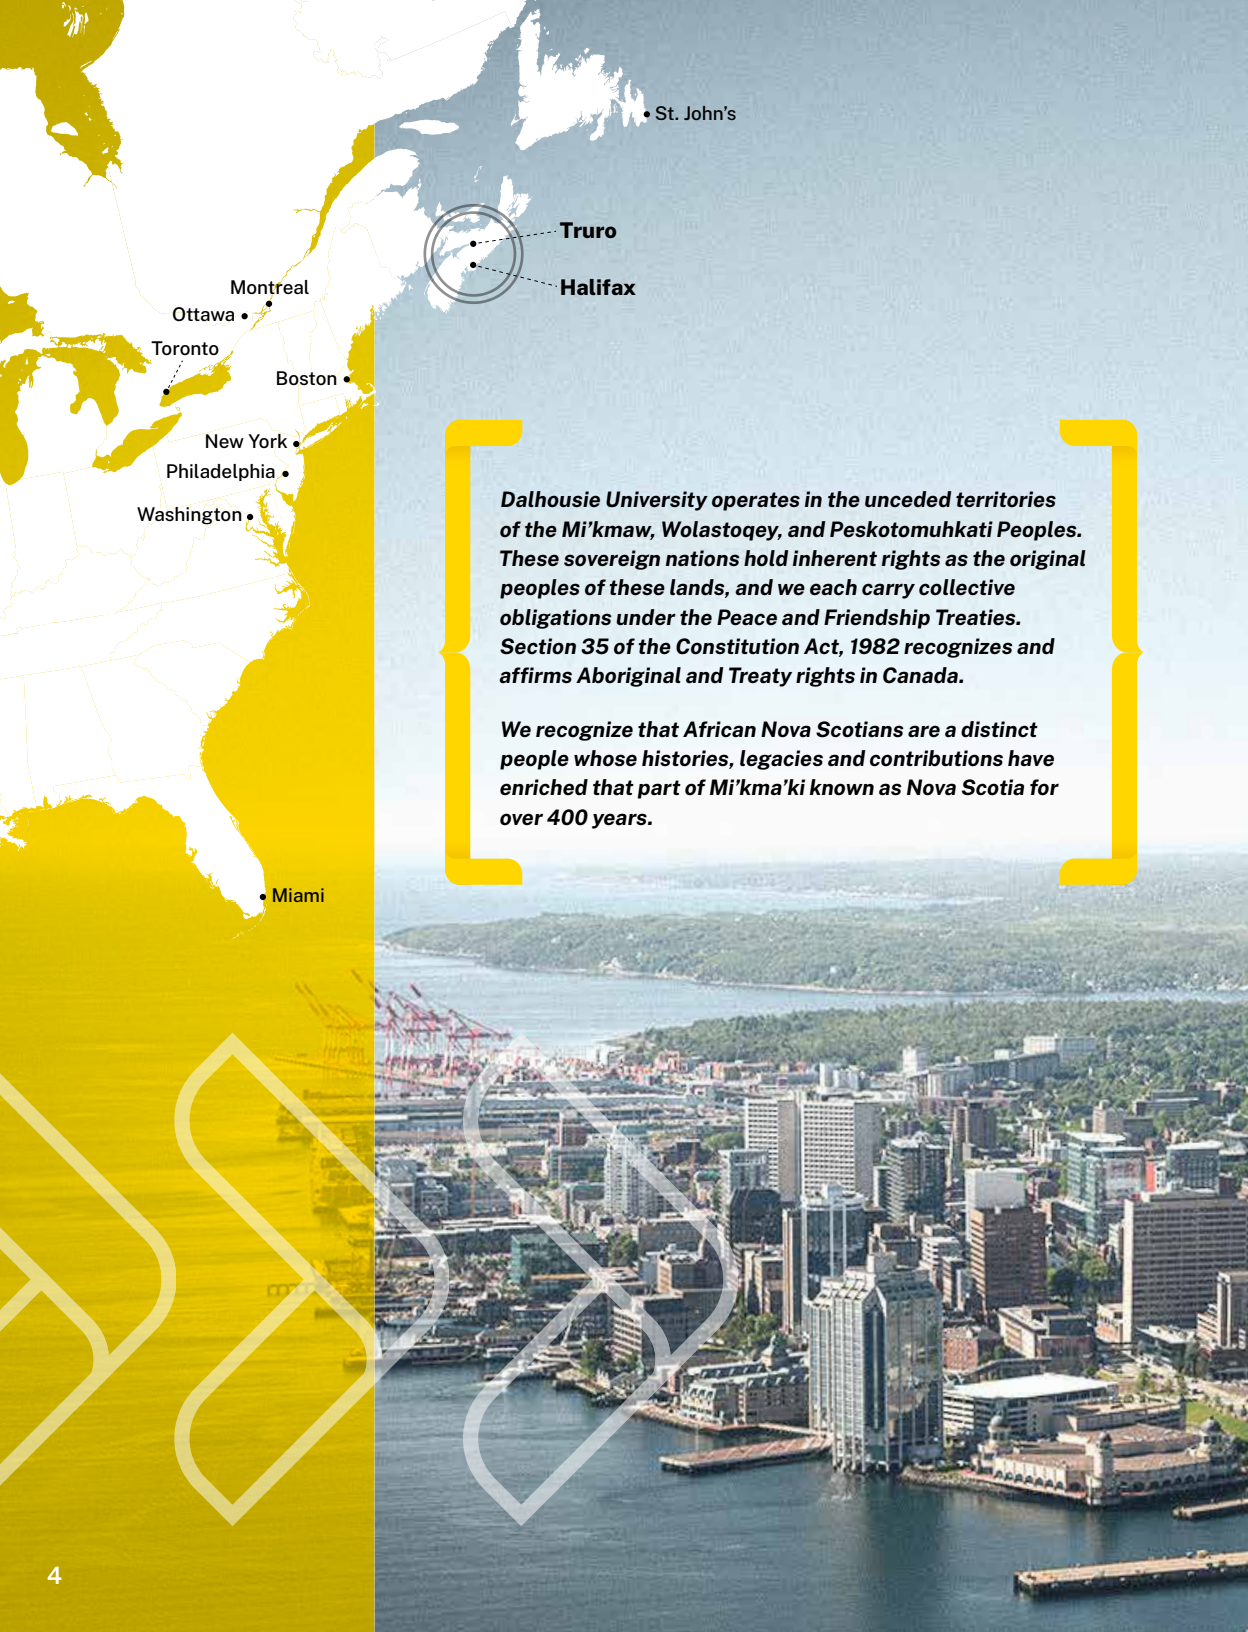 St. John’s
Truro
Halifax
Montreal
Ottawa
Toronto
Boston
New York
Philadelphia
Washington
Dalhousie University operates in the unceded territories
of the Mi’kmaw, Wolastoqey, and Peskotomuhkati Peoples.
These sovereign nations hold inherent rights as the original
peoples of these lands, and we each carry collective
obligations under the Peace and Friendship Treaties.
Section 35 of the Constitution Act, 1982 recognizes and
affirms Aboriginal and Treaty rights in Canada.
We recognize that African Nova Scotians are a distinct
people whose histories, legacies and contributions have
enriched that part of Mi’kma’ki known as Nova Scotia for
over 400 years.
Miami
4